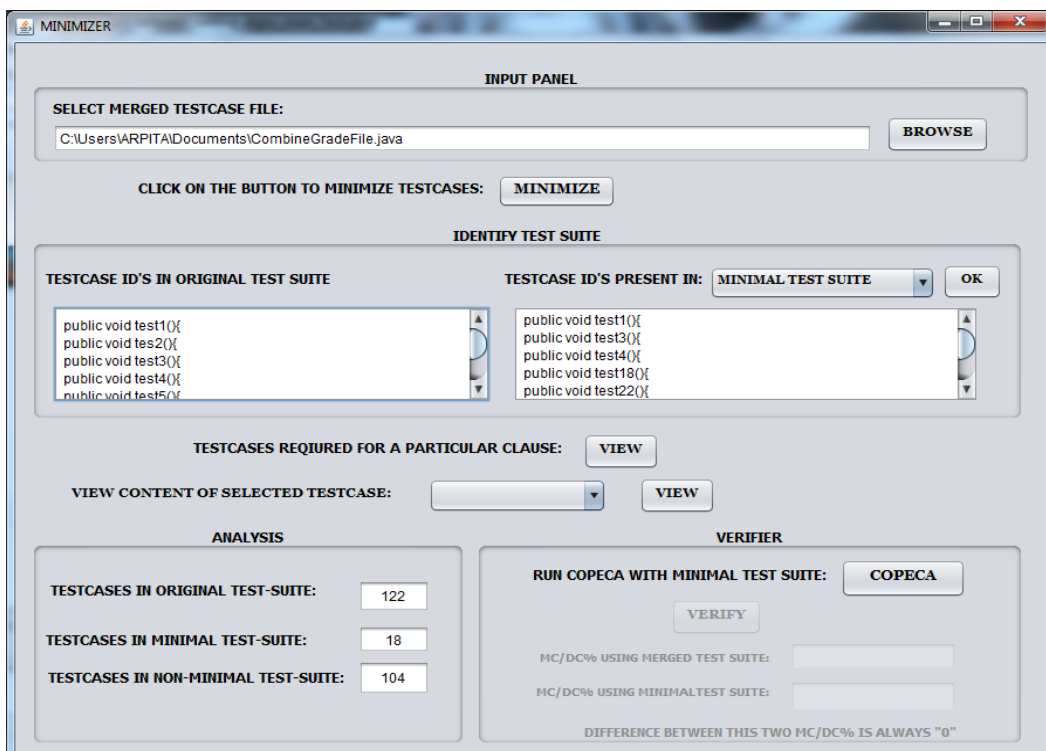 MINIMIZER
INPUT PANEL
SELECT MERGED TESTCASE FILE:
C:\Users\ARPITA\Documents\CombineGradeFile.java
BROWSE
CLICK ON THE BUTTON TO MINIMIZE TESTCASES: MINIMIZE
IDENTIFY TEST SUITE
TESTCASE ID'S IN ORIGINAL TEST SUITE
public void test1(){
public void tes2(){
public void test3(){
public void test4(){
public void test5(){
TESTCASE ID'S PRESENT IN: MINIMAL TEST SUITE OK
public void test1(){
public void test3(){
public void test4(){
public void test18(){
public void test22(){
TESTCASES REQIURED FOR A PARTICULAR CLAUSE: VIEW
VIEW CONTENT OF SELECTED TESTCASE: VIEW
ANALYSIS
TESTCASES IN ORIGINAL TEST-SUITE: 122
TESTCASES IN MINIMAL TEST-SUITE: 18
TESTCASES IN NON-MINIMAL TEST-SUITE: 104
VERIFIER
RUN COPECA WITH MINIMAL TEST SUITE: COPECA
VERIFY
MC/DC% USING MERGED TEST SUITE:
MC/DC% USING MINIMALTEST SUITE:
DIFFERENCE BETWEEN THIS TWO MC/DC% IS ALWAYS "0"